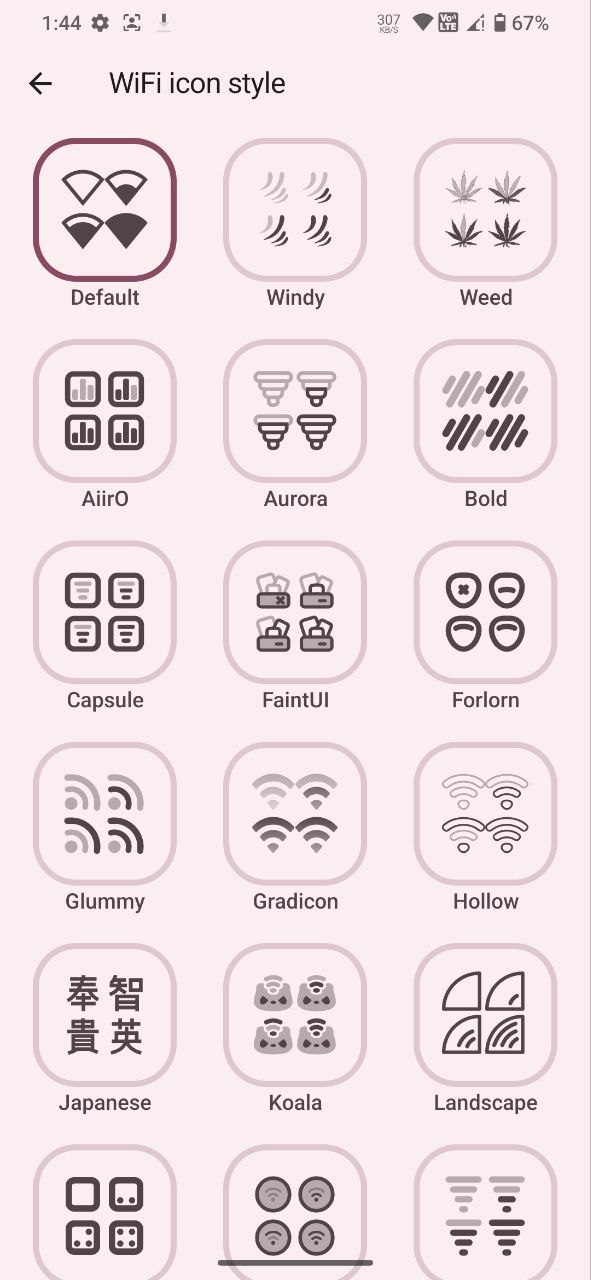 1:44 307 KB/S Vo LTE 67%
WiFi icon style
Default Windy Weed
AiirO Aurora Bold
Capsule FaintUI Forlorn
Glummy Gradicon Hollow
奉 智
貴 英
Japanese Koala Landscape